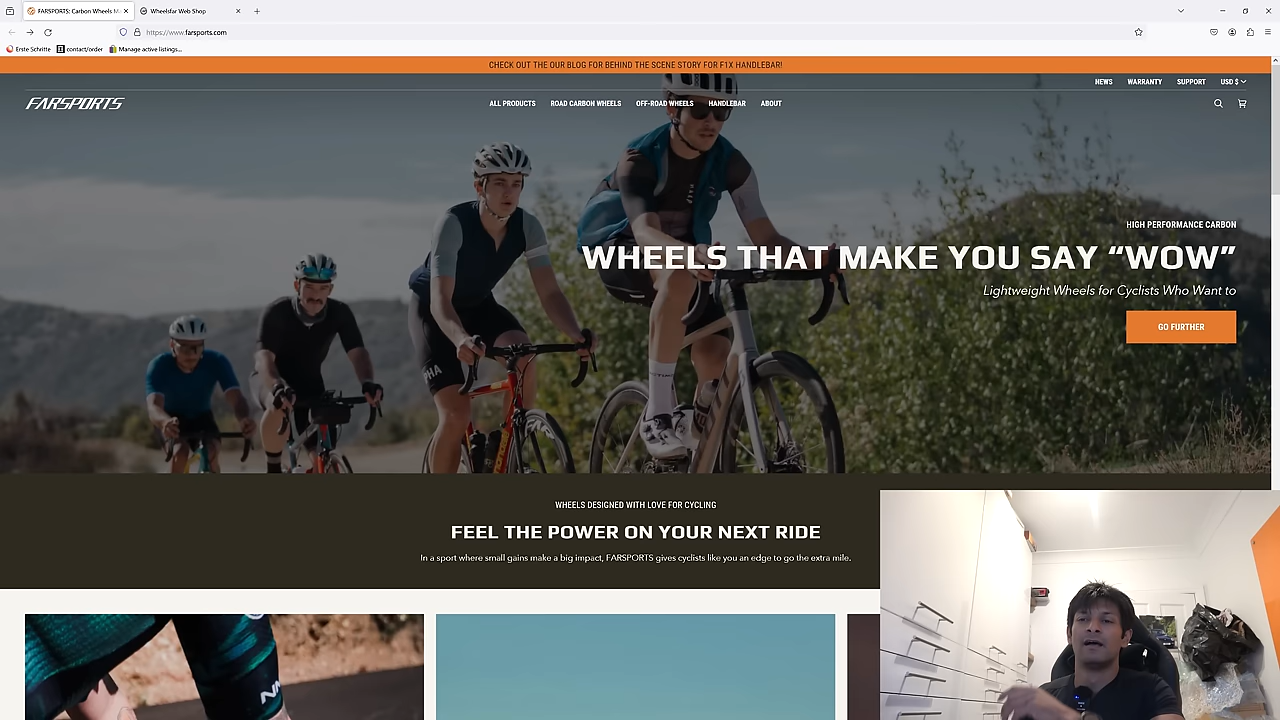 FARSPORTS: Carbon Wheels M
Wheelsfar Web Shop
https://www.farsports.com
Erste Schritte
contact/order
Manage active listings...
CHECK OUT THE OUR BLOG FOR BEHIND THE SCENE STORY FOR F1X HANDLEBAR!
NEWS WARRANTY SUPPORT USD $
FARSPORTS
ALL PRODUCTS ROAD CARBON WHEELS OFF-ROAD WHEELS HANDLEBAR ABOUT
HIGH PERFORMANCE CARBON
WHEELS THAT MAKE YOU SAY “WOW”
Lightweight Wheels for Cyclists Who Want to
GO FURTHER
PHA
WHEELS DESIGNED WITH LOVE FOR CYCLING
FEEL THE POWER ON YOUR NEXT RIDE
In a sport where small gains make a big impact, FARSPORTS gives cyclists like you an edge to go the extra mile.